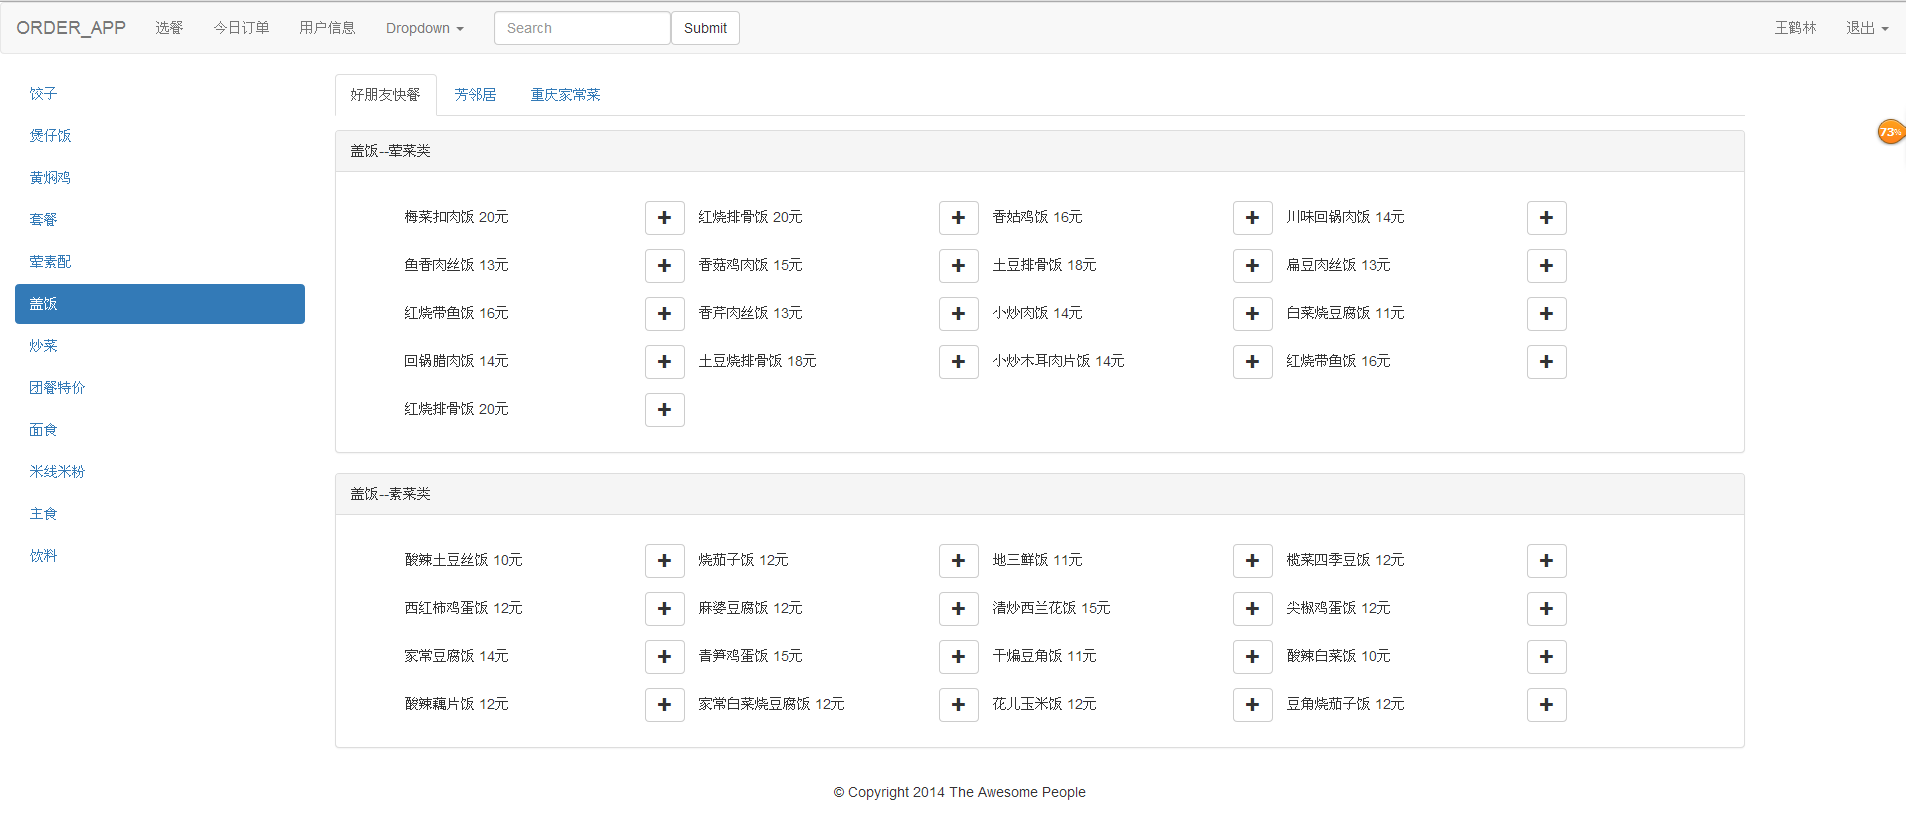 ORDER_APP 选餐 今日订单 用户信息 Dropdown Search Submit 王鹤林 退出
饺子
煲仔饭
黄焖鸡
套餐
荤素配
盖饭
炒菜
团餐特价
面食
米线米粉
主食
饮料
好朋友快餐 芳邻居 重庆家常菜
73%
盖饭--荤菜类
梅菜扣肉饭 20元 红烧排骨饭 20元 香姑鸡饭 16元 川味回锅肉饭 14元
鱼香肉丝饭 13元 香菇鸡肉饭 15元 土豆排骨饭 18元 扁豆肉丝饭 13元
红烧带鱼饭 16元 香芹肉丝饭 13元 小炒肉饭 14元 白菜烧豆腐饭 11元
回锅腊肉饭 14元 土豆烧排骨饭 18元 小炒木耳肉片饭 14元 红烧带鱼饭 16元
红烧排骨饭 20元
盖饭--素菜类
酸辣土豆丝饭 10元 烧茄子饭 12元 地三鲜饭 11元 榄菜四季豆饭 12元
西红柿鸡蛋饭 12元 麻婆豆腐饭 12元 清炒西兰花饭 15元 尖椒鸡蛋饭 12元
家常豆腐饭 14元 青笋鸡蛋饭 15元 干煸豆角饭 11元 酸辣白菜饭 10元
酸辣藕片饭 12元 家常白菜烧豆腐饭 12元 花儿玉米饭 12元 豆角烧茄子饭 12元
© Copyright 2014 The Awesome People